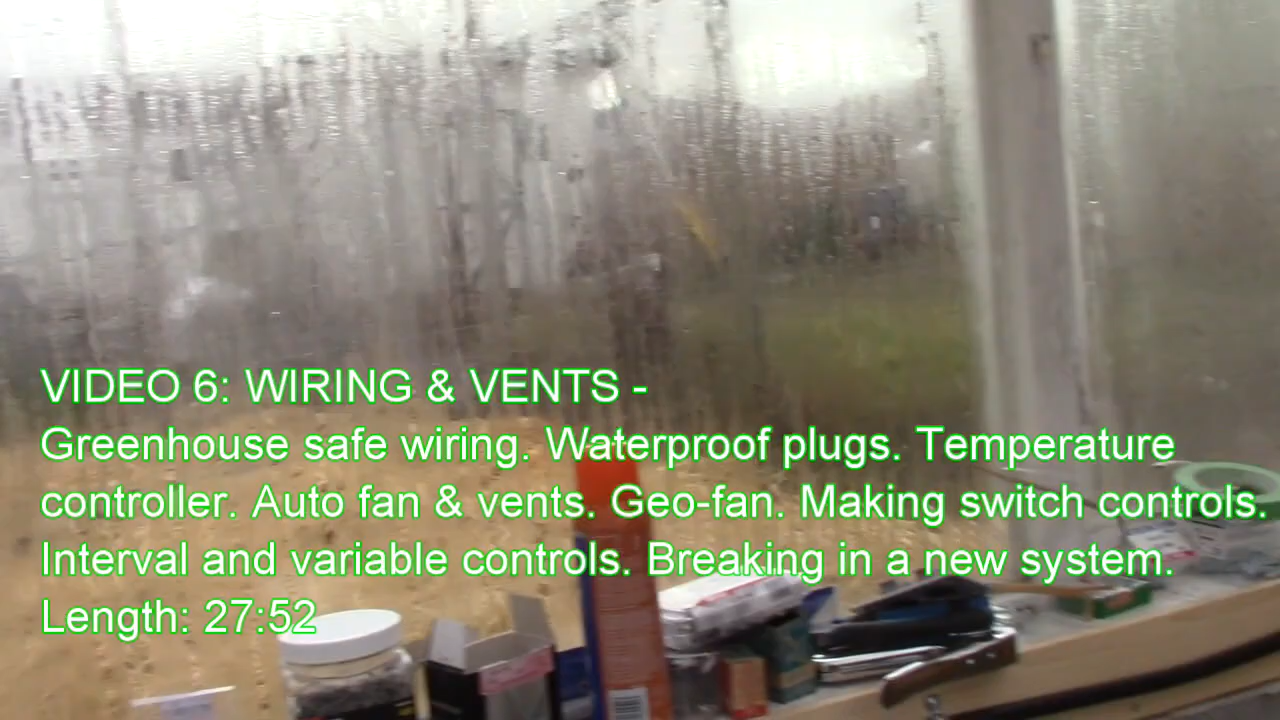 VIDEO 6: WIRING & VENTS -
Greenhouse safe wiring. Waterproof plugs. Temperature
controller. Auto fan & vents. Geo-fan. Making switch controls.
Interval and variable controls. Breaking in a new system.
Length: 27:52